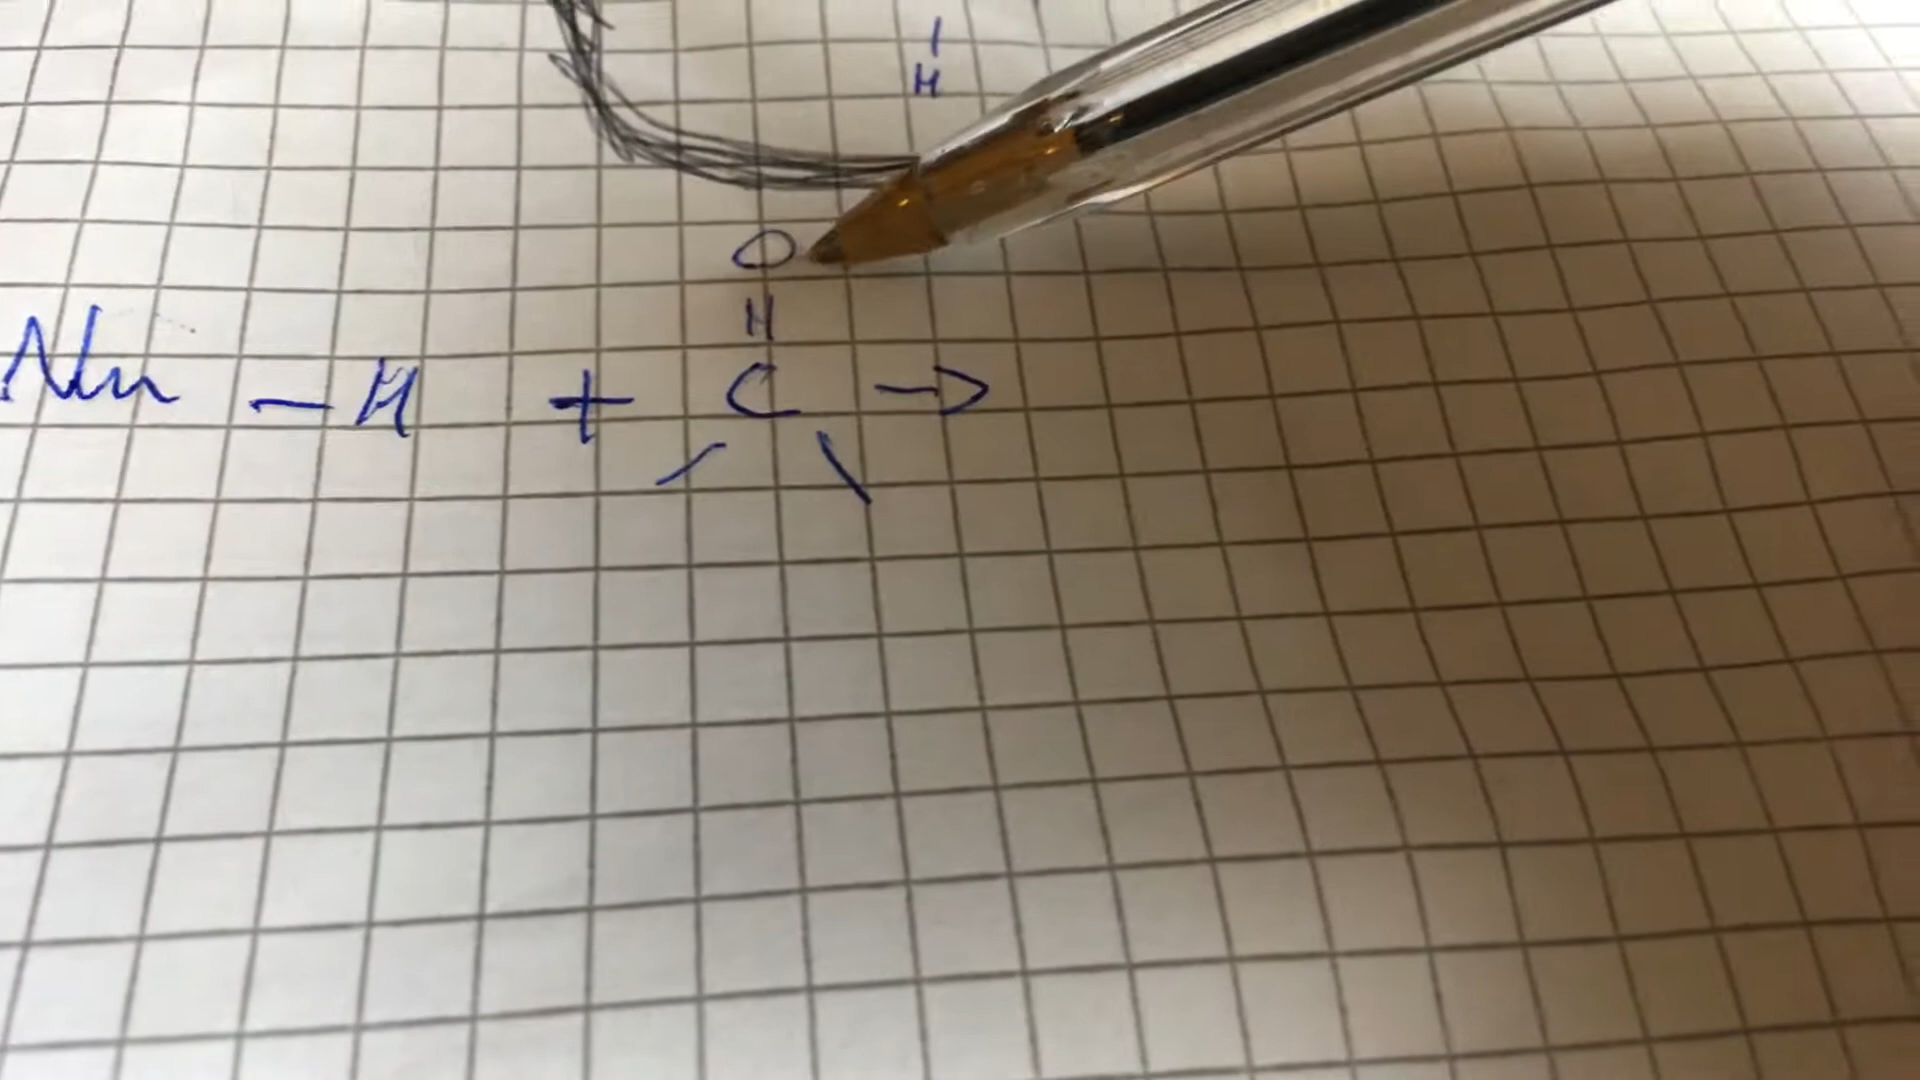 H
O
Nu - H + C →